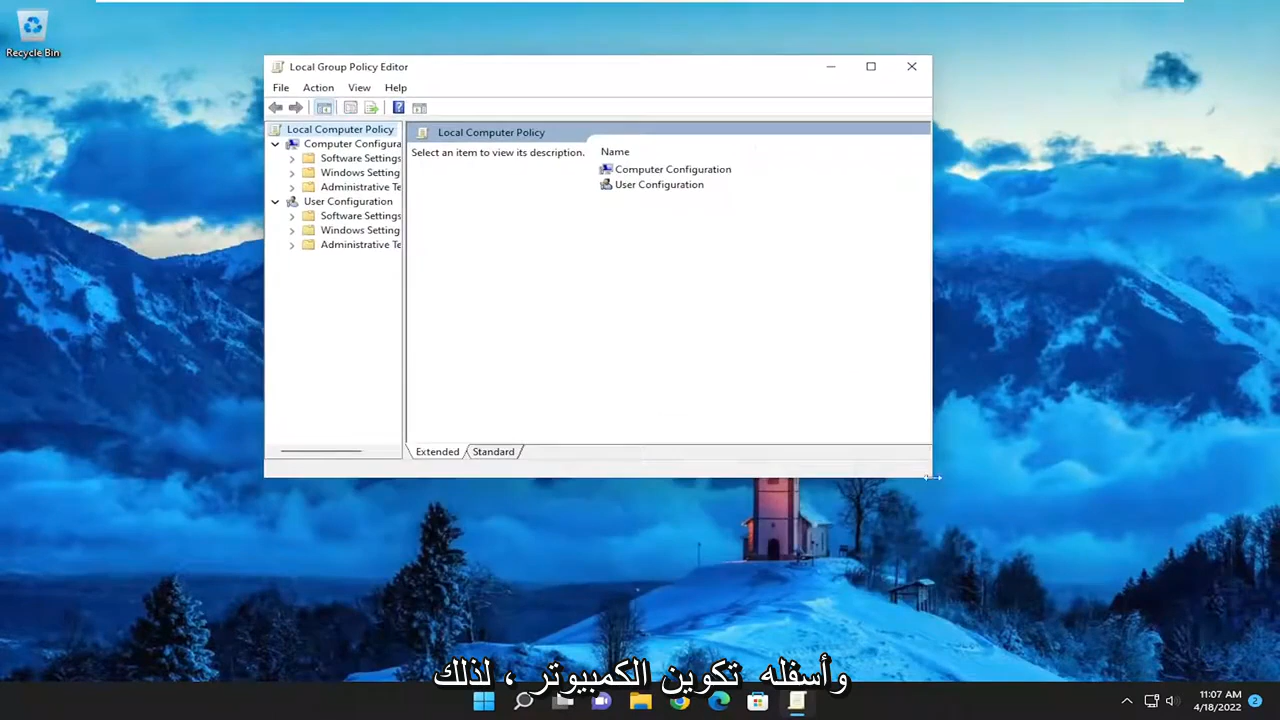 Recycle Bin
Local Group Policy Editor
File Action View Help
Local Computer Policy
Computer Configura
Software Settings
Windows Setting
Administrative Te
User Configuration
Software Settings
Windows Setting
Administrative Te
Local Computer Policy
Select an item to view its description.
Name
Computer Configuration
User Configuration
Extended
Standard
وأسفله تكوين الكمبيوتر ، لذلك
11:07 AM
4/18/2022
2